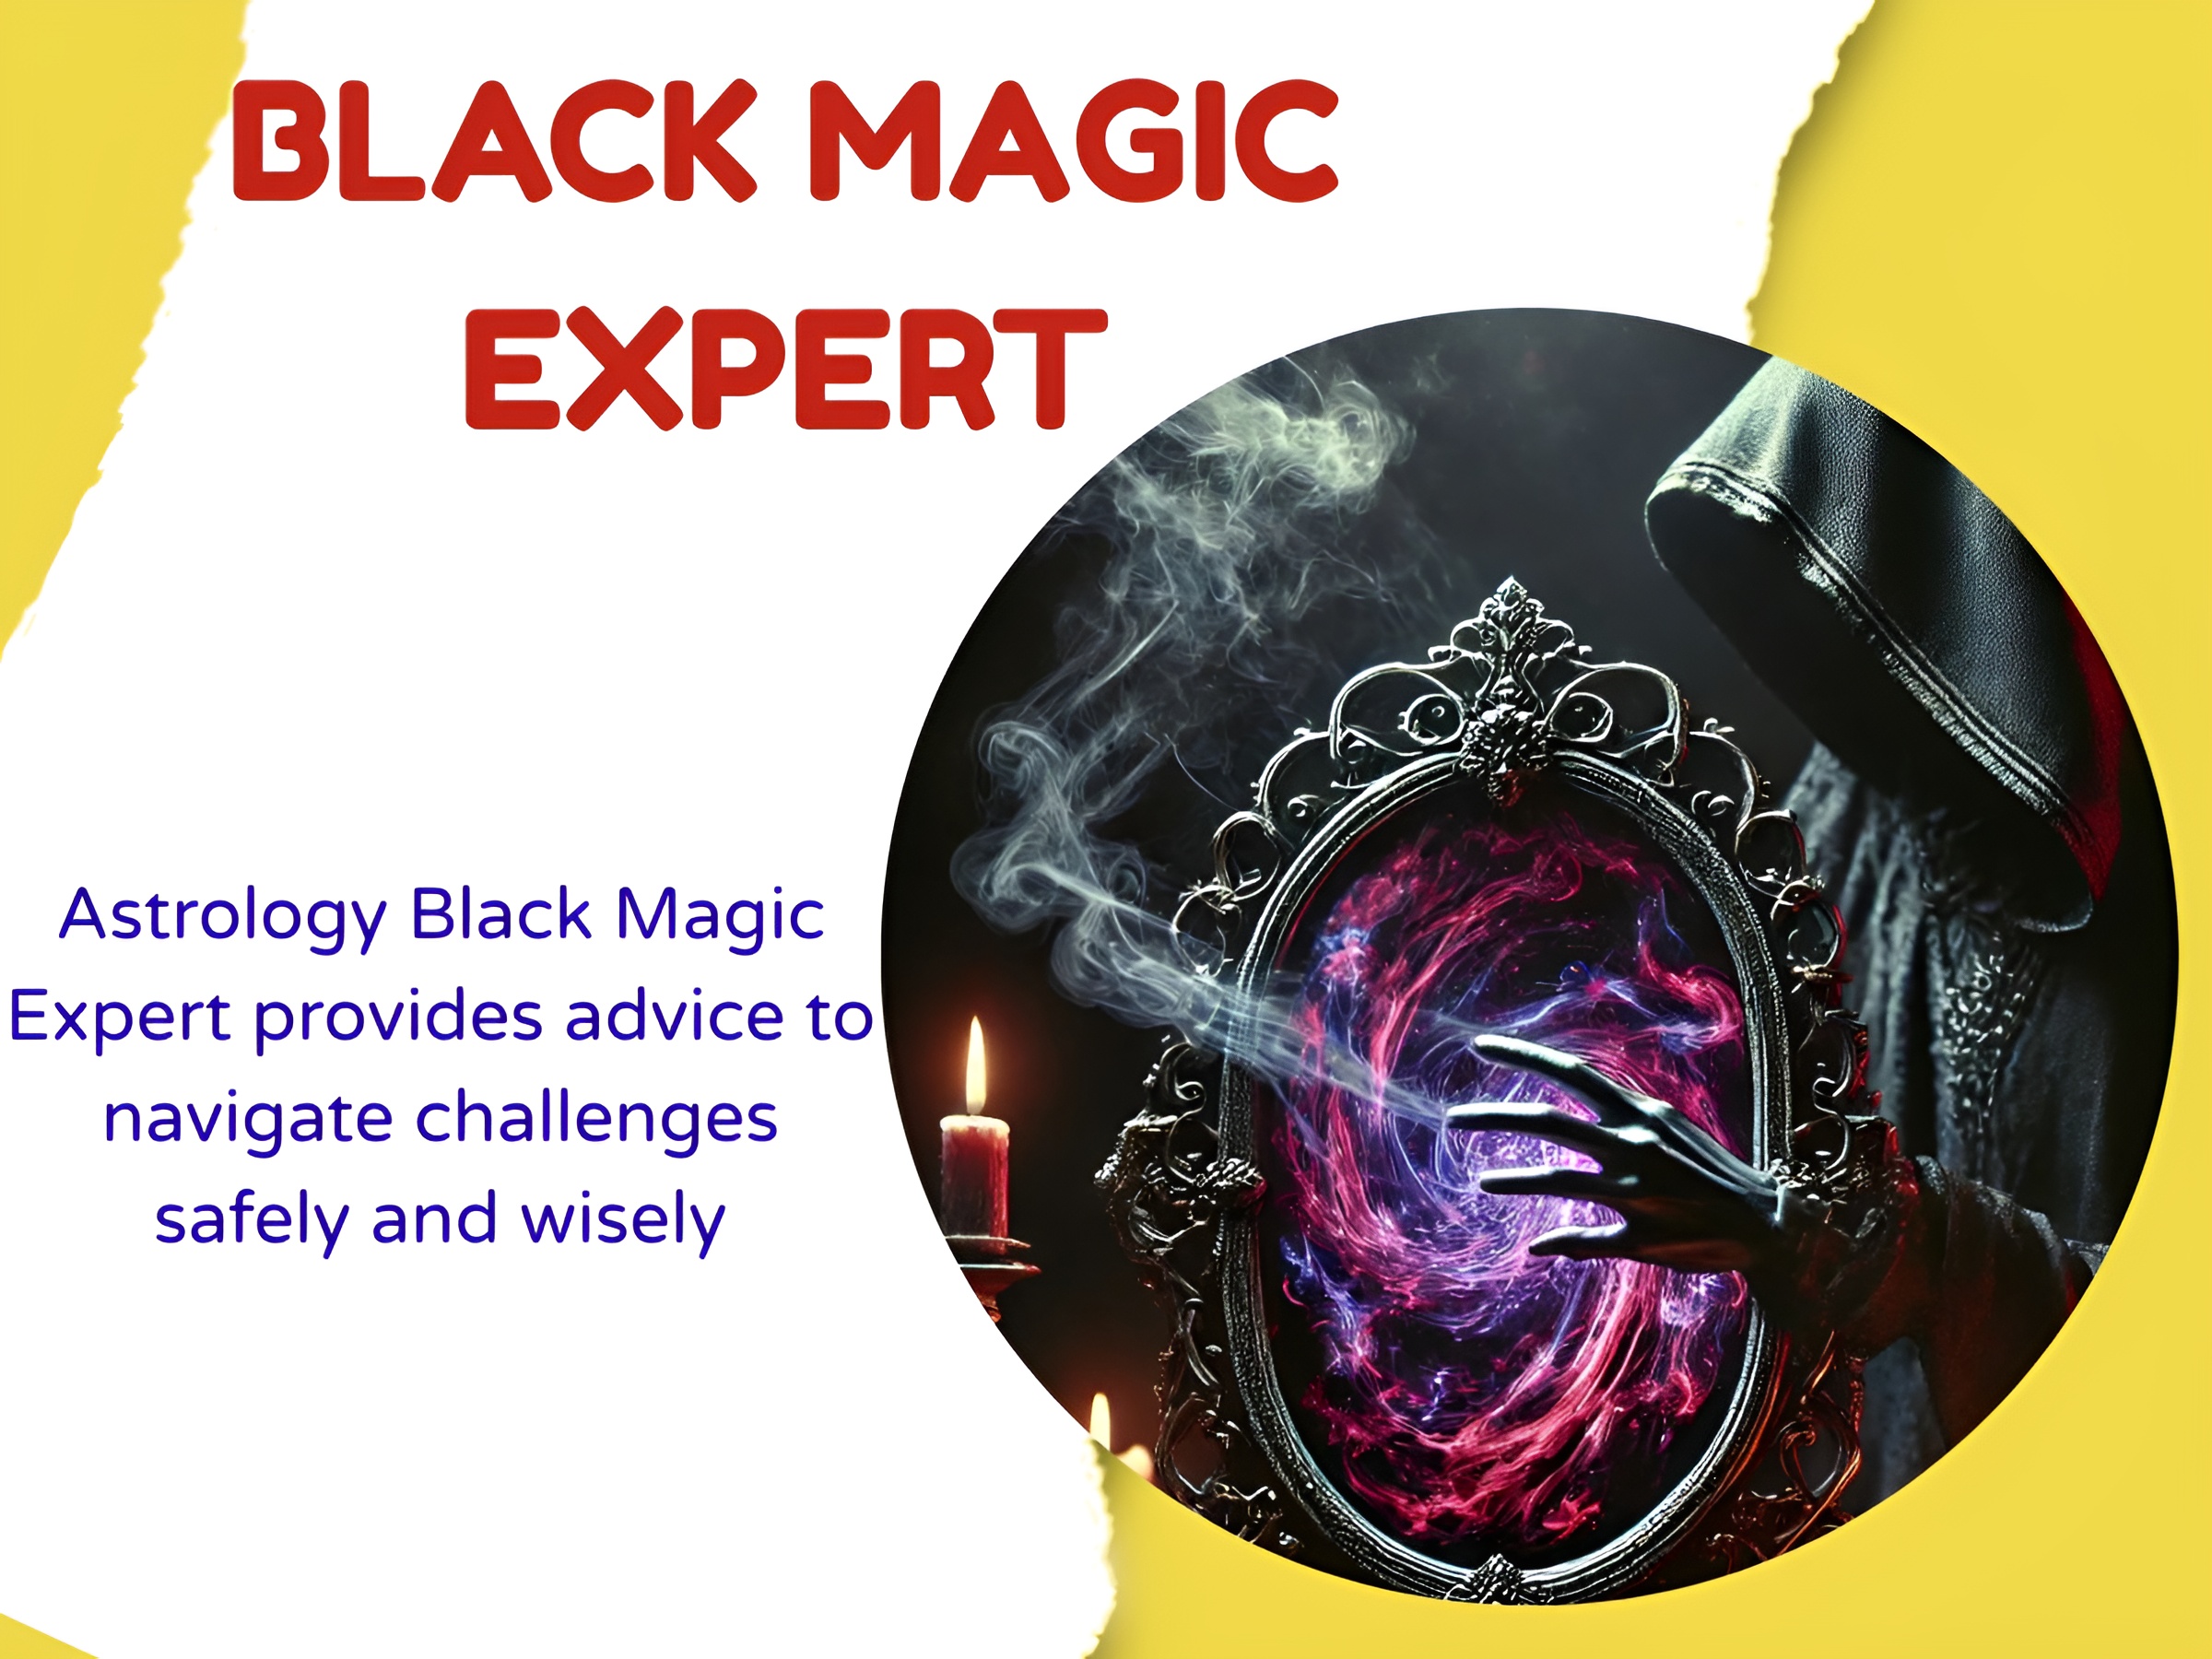 BLACK MAGIC
EXPERT
Astrology Black Magic
Expert provides advice to
navigate challenges
safely and wisely